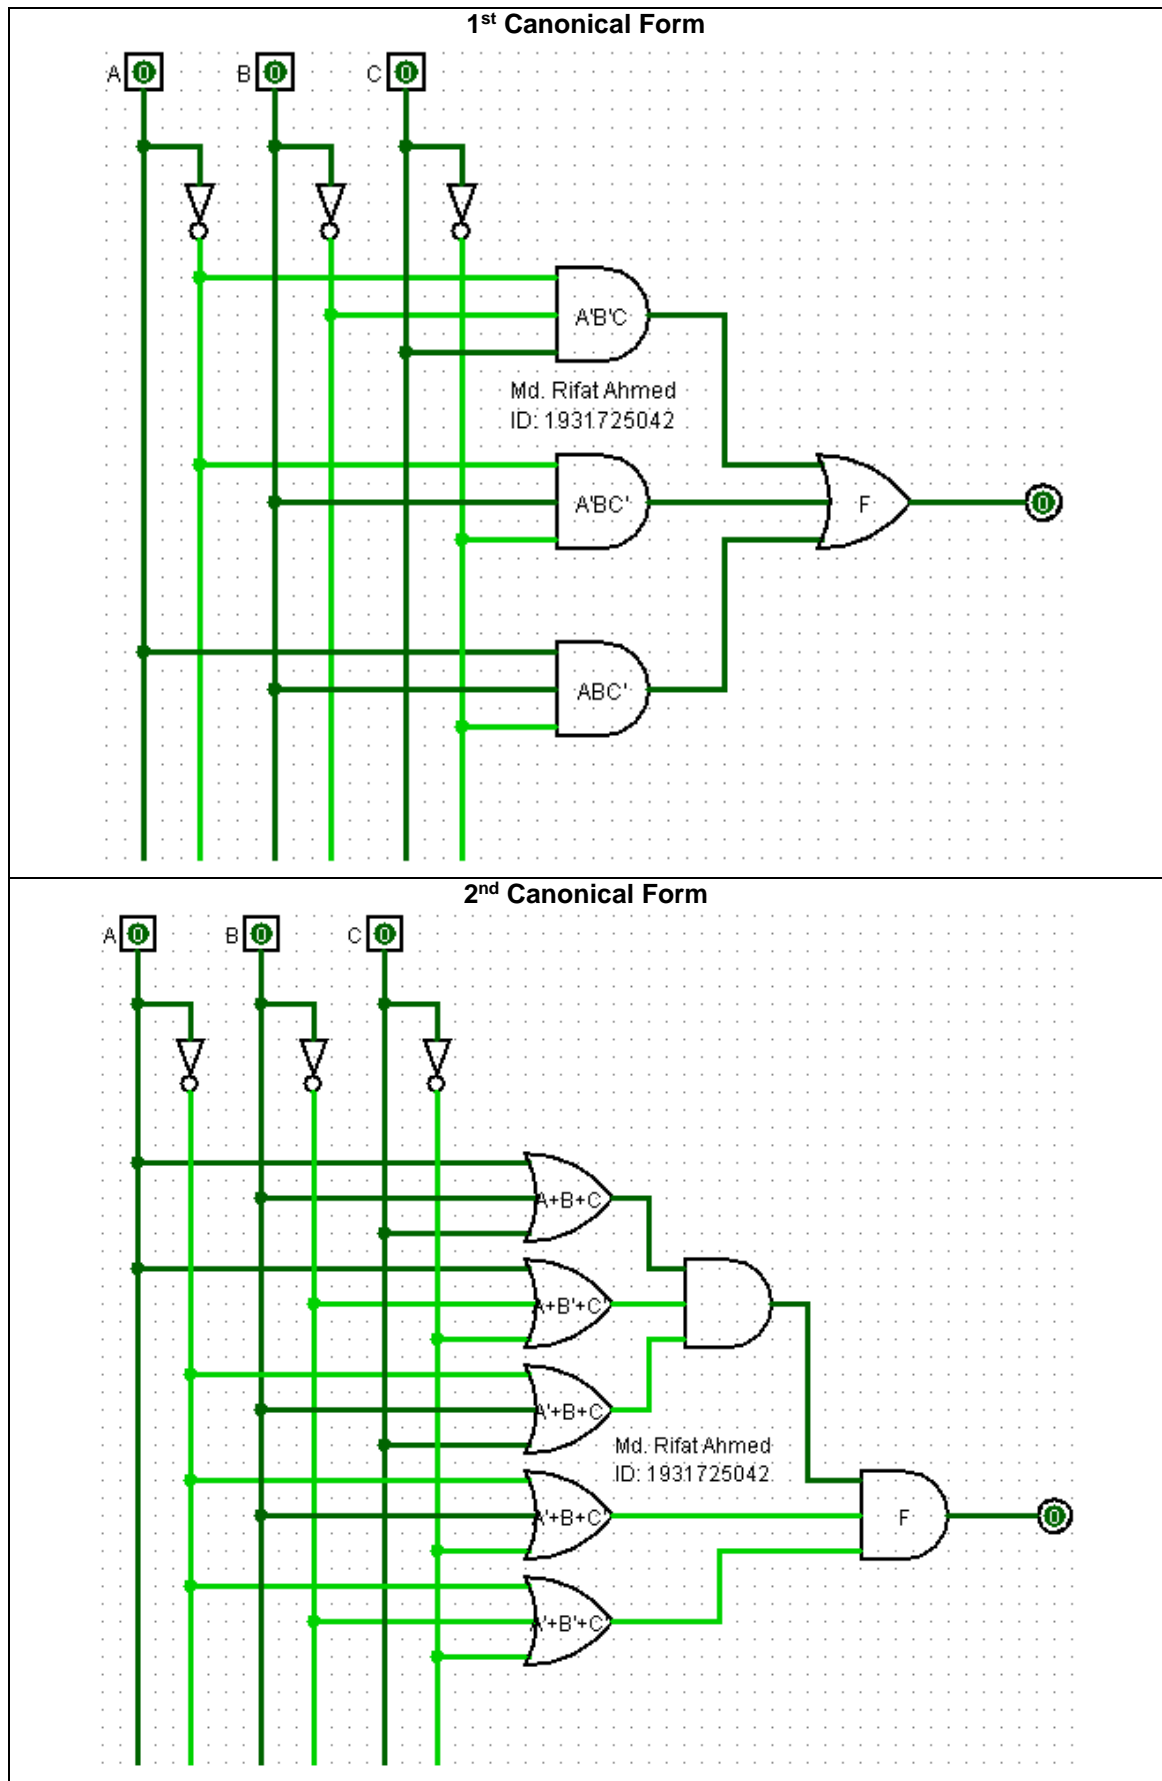 1st Canonical Form
A 0 B 0 C 0
A'B'C
Md. Rifat Ahmed
ID: 1931725042
A'BC'
F
0
ABC'
2nd Canonical Form
A 0 B 0 C 0
A+B+C
A+B'+C'
A'+B+C
Md. Rifat Ahmed
ID: 1931725042
A'+B+C'
F
0
A'+B'+C'